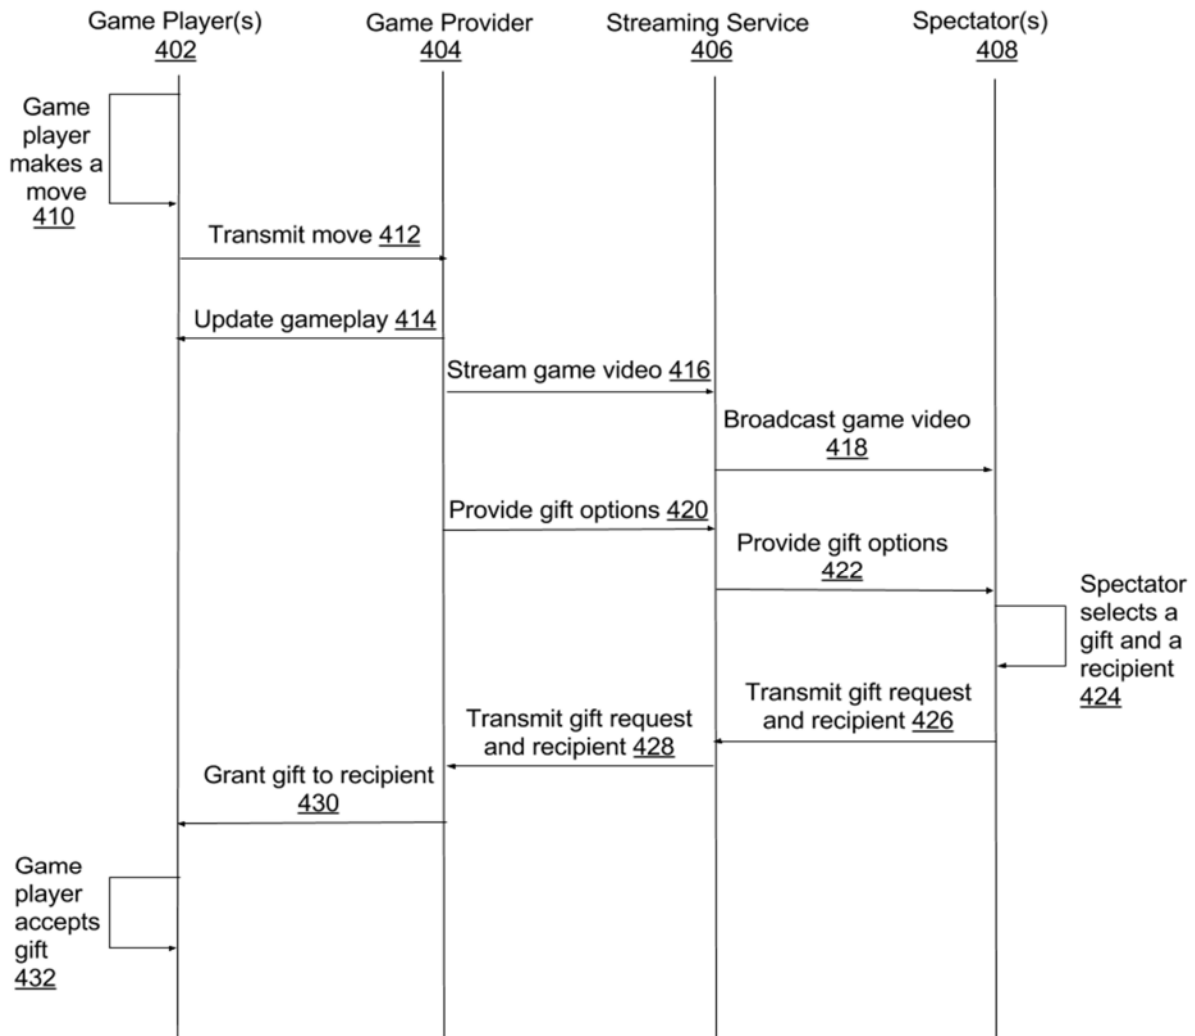 Game Player(s)
402
Game Provider
404
Streaming Service
406
Spectator(s)
408
Game
player
makes a
move
410
Transmit move 412
Update gameplay 414
Stream game video 416
Broadcast game video
418
Provide gift options 420
Provide gift options
422
Spectator
selects a
gift and a
recipient
424
Transmit gift request
and recipient 426
Transmit gift request
and recipient 428
Grant gift to recipient
430
Game
player
accepts
gift
432